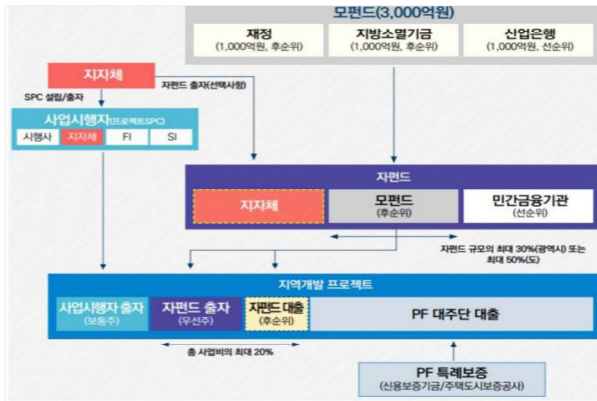 모펀드(3,000억원)
재정
(1,000억원, 후순위)
지방소멸기금
(1,000억원, 후순위)
산업은행
(1,000억원, 선순위)
지자체
자펀드 출자(선택사항)
SPC 설립/출자
사업시행자(프로젝트SPC)
시행사
지자체
FI
SI
자펀드
지자체
모펀드
(후순위)
민간금융기관
(선순위)
자펀드 규모의 최대 30%(광역시) 또는
최대 50%(도)
지역개발 프로젝트
사업시행자 출자
(보통주)
자펀드 출자
(우선주)
자펀드 대출
(후순위)
PF 대주단 대출
총 사업비의 최대 20%
PF 특례보증
(신용보증기금/주택도시보증공사)